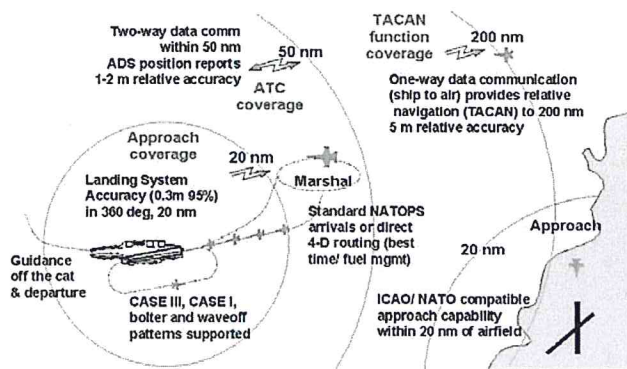 Two-way data comm
within 50 nm
ADS position reports
1-2 m relative accuracy
50 nm
ATC
coverage
TACAN
function
coverage
200 nm
One-way data communication
(ship to air) provides relative
navigation (TACAN) to 200 nm
5 m relative accuracy
Approach
coverage
20 nm
Landing System
Accuracy (0.3m 95%)
in 360 deg, 20 nm
Marshal
Standard NATOPS
arrivals or direct
4-D routing (best
time/ fuel mgmt)
Guidance
off the cat
& departure
CASE III, CASE I,
bolter and waveoff
patterns supported
Approach
20 nm
ICAO/ NATO compatible
approach capability
within 20 nm of airfield